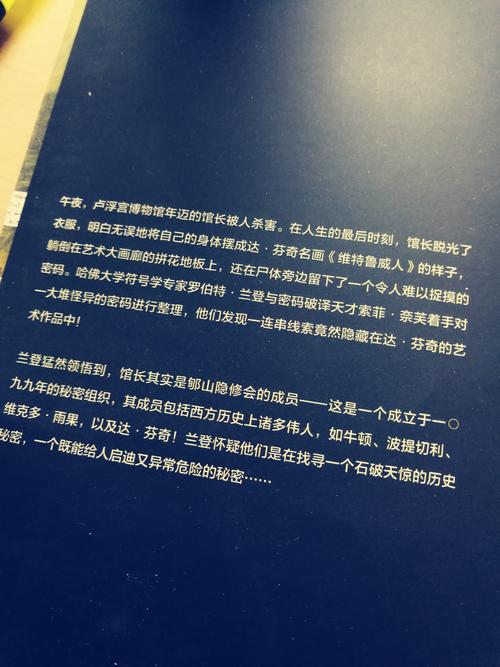 午夜，卢浮宫博物馆年迈的馆长被人杀害。在人生的最后时刻，馆长脱光了
衣服，明白无误地将自己的身体摆成达·芬奇名画《维特鲁威人》的样子，
躺倒在艺术大画廊的拼花地板上，还在尸体旁边留下了一个令人难以捉摸的
密码。哈佛大学符号学专家罗伯特·兰登与密码破译天才索菲·奈芙着手对
一大堆怪异的密码进行整理，他们发现一连串线索竟然隐藏在达·芬奇的艺
术作品中！
兰登猛然领悟到，馆长其实是郇山隐修会的成员——这是一个成立于一〇
九九年的秘密组织，其成员包括西方历史上诸多伟人，如牛顿、波提切利、
维克多·雨果，以及达·芬奇！兰登怀疑他们是在找寻一个石破天惊的历史
秘密，一个既能给人启迪又异常危险的秘密……